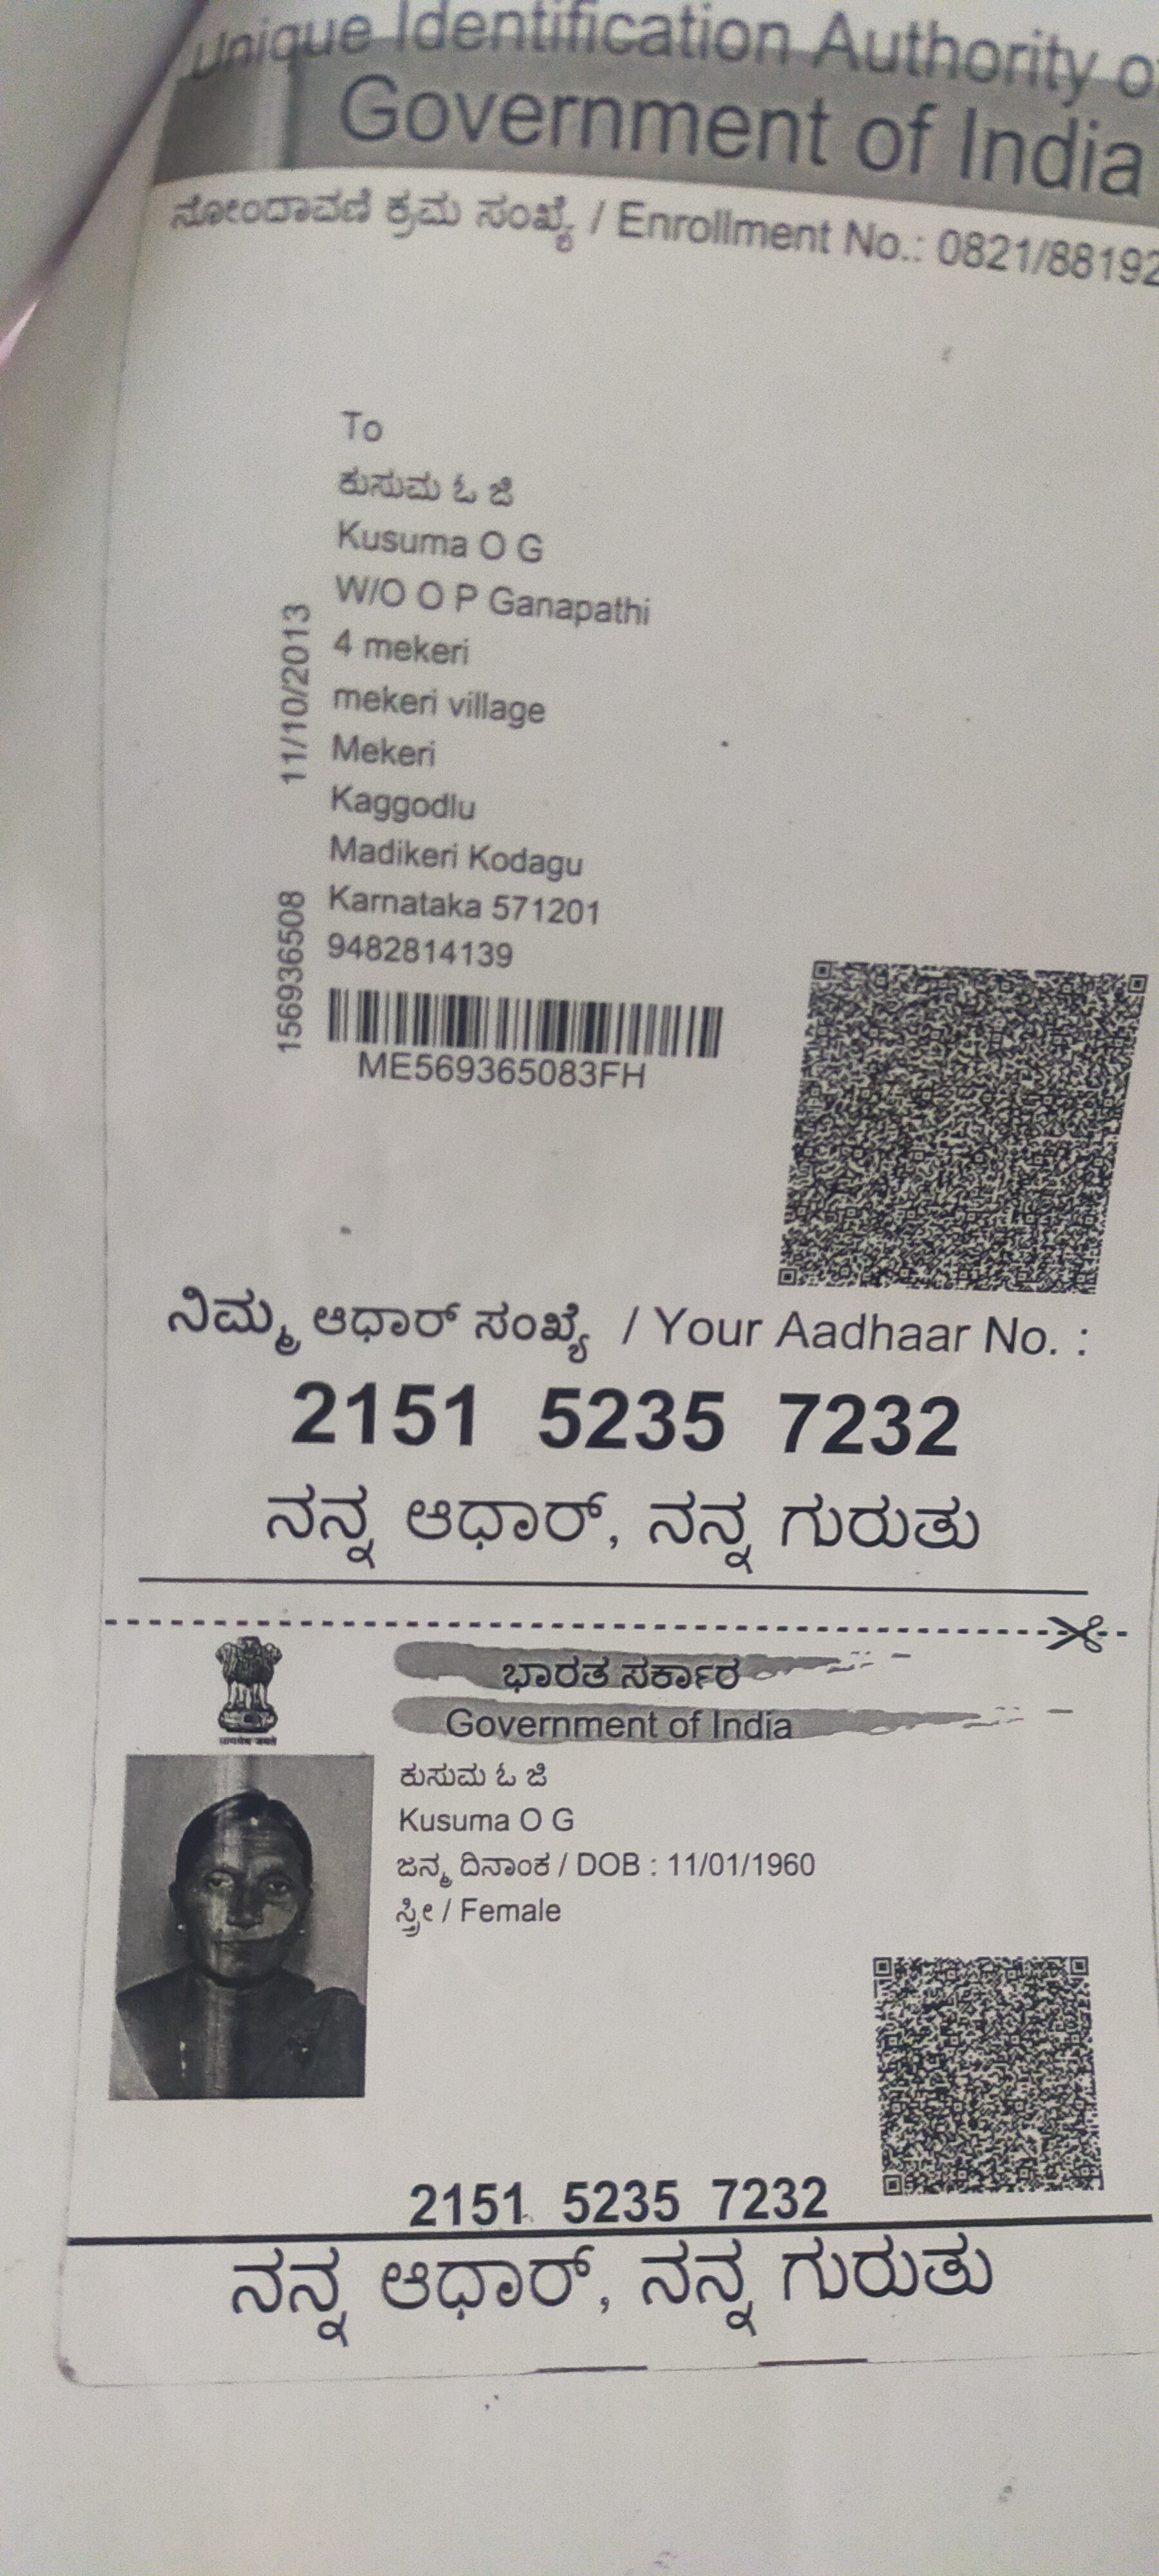 Unique Identification Authority of
Government of India
ನೋಂದಾವಣೆ ಕ್ರಮ ಸಂಖ್ಯೆ / Enrollment No.: 0821/88192
To
ಕುಸುಮ ಓ ಜಿ
Kusuma O G
W/O O P Ganapathi
4 mekeri
mekeri village
Mekeri
Kaggodlu
Madikeri Kodagu
Karnataka 571201
9482814139
11/10/2013
156936508
ME569365083FH
ನಿಮ್ಮ ಆಧಾರ್ ಸಂಖ್ಯೆ / Your Aadhaar No. :
2151 5235 7232
ನನ್ನ ಆಧಾರ್, ನನ್ನ ಗುರುತು
ಭಾರತ ಸರ್ಕಾರ
Government of India
ಕುಸುಮ ಓ ಜಿ
Kusuma O G
ಜನ್ಮ ದಿನಾಂಕ / DOB : 11/01/1960
ಸ್ತ್ರೀ / Female
2151 5235 7232
ನನ್ನ ಆಧಾರ್, ನನ್ನ ಗುರುತು